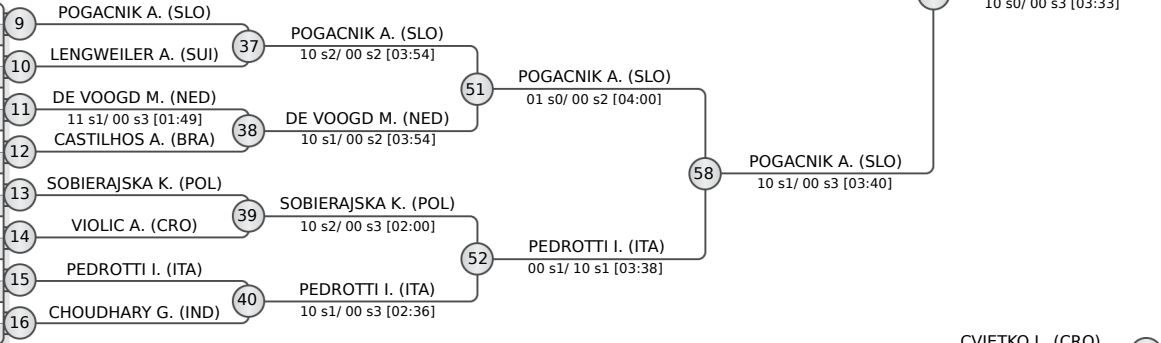 10 s0/ 00 s3 [03:33]
9
POGACNIK A. (SLO)
37
POGACNIK A. (SLO)
10 s2/ 00 s2 [03:54]
10
LENGWEILER A. (SUI)
51
POGACNIK A. (SLO)
01 s0/ 00 s2 [04:00]
11
DE VOOGD M. (NED)
11 s1/ 00 s3 [01:49]
38
DE VOOGD M. (NED)
10 s1/ 00 s2 [03:54]
12
CASTILHOS A. (BRA)
58
POGACNIK A. (SLO)
10 s1/ 00 s3 [03:40]
13
SOBIERAJSKA K. (POL)
39
SOBIERAJSKA K. (POL)
10 s2/ 00 s3 [02:00]
14
VIOLIC A. (CRO)
52
PEDROTTI I. (ITA)
00 s1/ 10 s1 [03:38]
15
PEDROTTI I. (ITA)
40
PEDROTTI I. (ITA)
10 s1/ 00 s3 [02:36]
16
CHOUDHARY G. (IND)
CVJETKO L. (CRO)